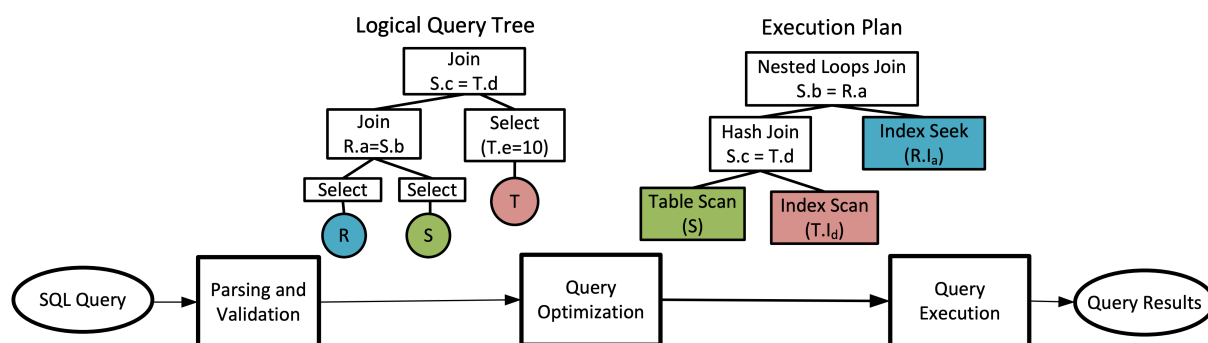 Logical Query Tree
Join
S.c = T.d
Join
R.a=S.b
Select
(T.e=10)
Select
Select
R
S
T
Execution Plan
Nested Loops Join
S.b = R.a
Hash Join
S.c = T.d
Index Seek
(R.Iₐ)
Table Scan
(S)
Index Scan
(T.I_d)
SQL Query
Parsing and
Validation
Query
Optimization
Query
Execution
Query Results